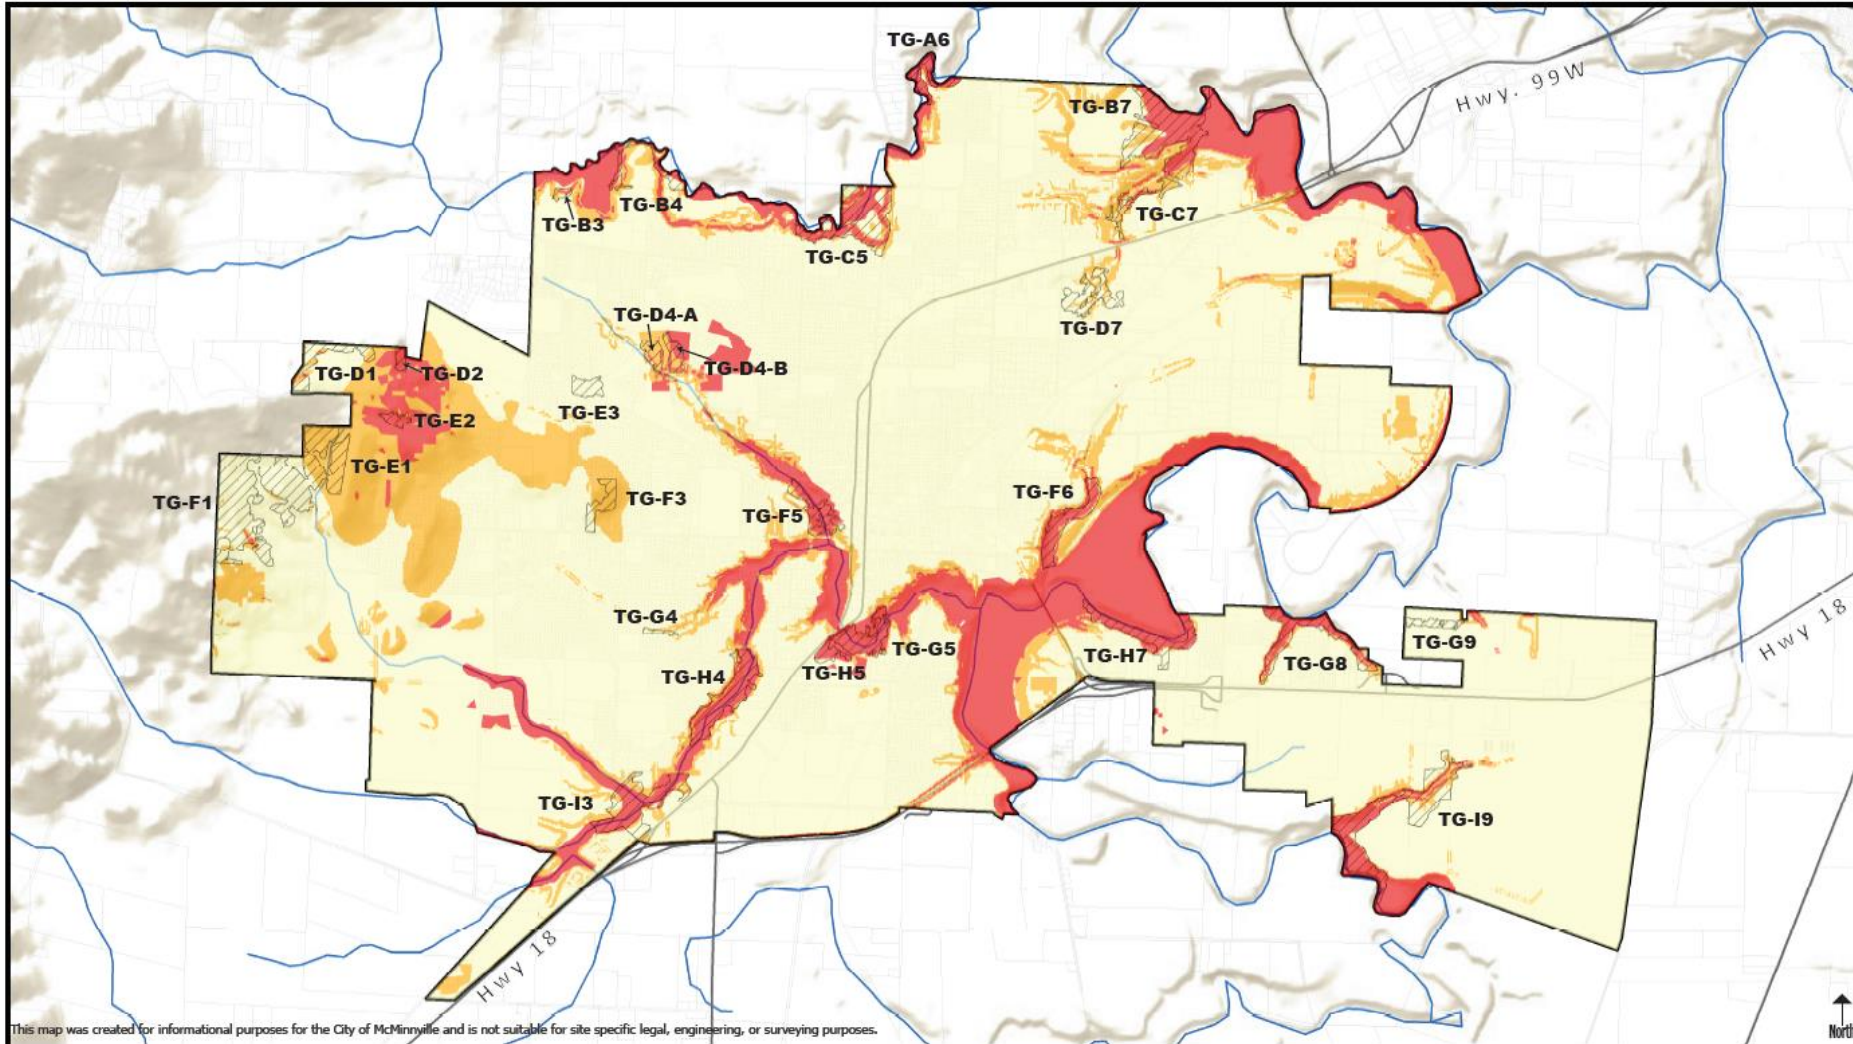 TG-A6
Hwy. 99W
TG-B7
TG-B3
TG-B4
TG-C7
TG-C5
TG-D4-A
TG-D7
TG-D1
TG-D2
TG-D4-B
TG-E3
TG-E2
TG-E1
TG-F1
TG-F3
TG-F5
TG-F6
TG-G4
TG-G5
TG-G9
TG-H4
TG-H5
TG-H7
TG-G8
Hwy 18
TG-I3
TG-I9
Hwy 18
This map was created for informational purposes for the City of McMinnville and is not suitable for site specific legal, engineering, or surveying purposes.
North